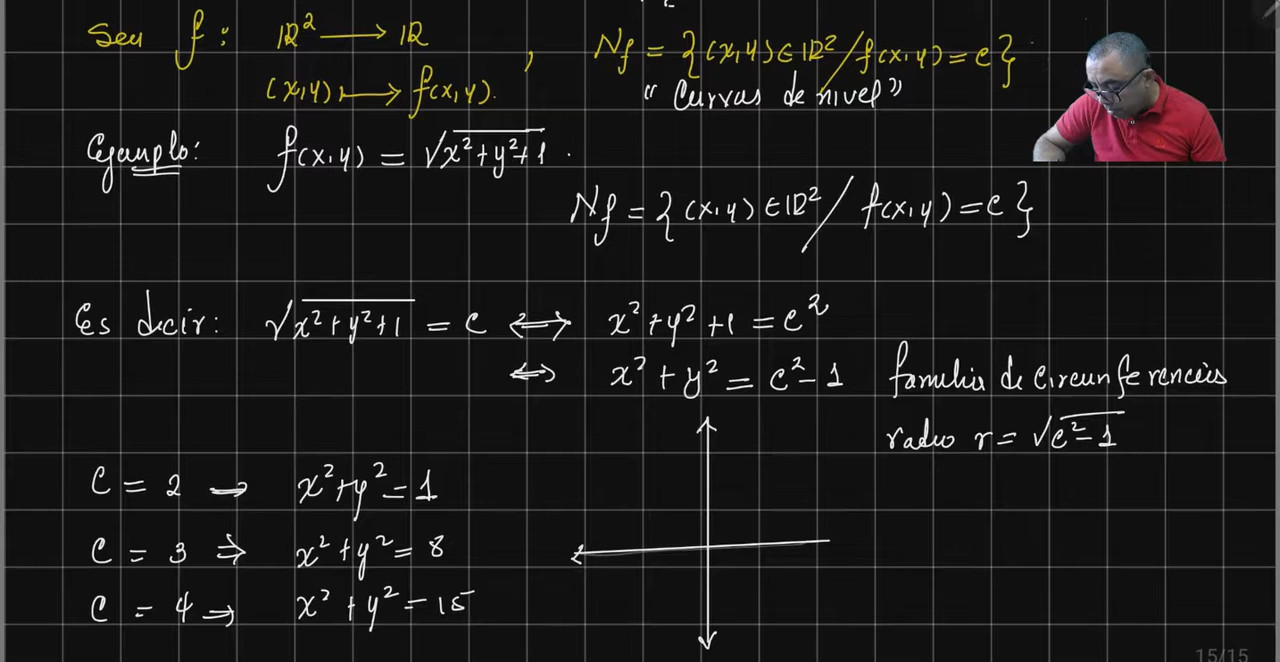 Sea f: ℝ² → ℝ , Nf = {(x,y) ∈ ℝ² / f(x,y) = c}
(x,y) ↦ f(x,y). "Curvas de nivel"
Ejemplo: f(x,y) = √(x²+y²+1) .
Nf = {(x,y) ∈ ℝ² / f(x,y) = c}
Es decir: √(x²+y²+1) = c ⟺ x²+y²+1 = c²
⟺ x²+y² = c²-1 familia de circunferencias
radio r = √(c²-1)
C = 2 → x²+y² = 1
C = 3 ⇒ x²+y² = 8
C = 4 ⇒ x²+y² = 15
15/15